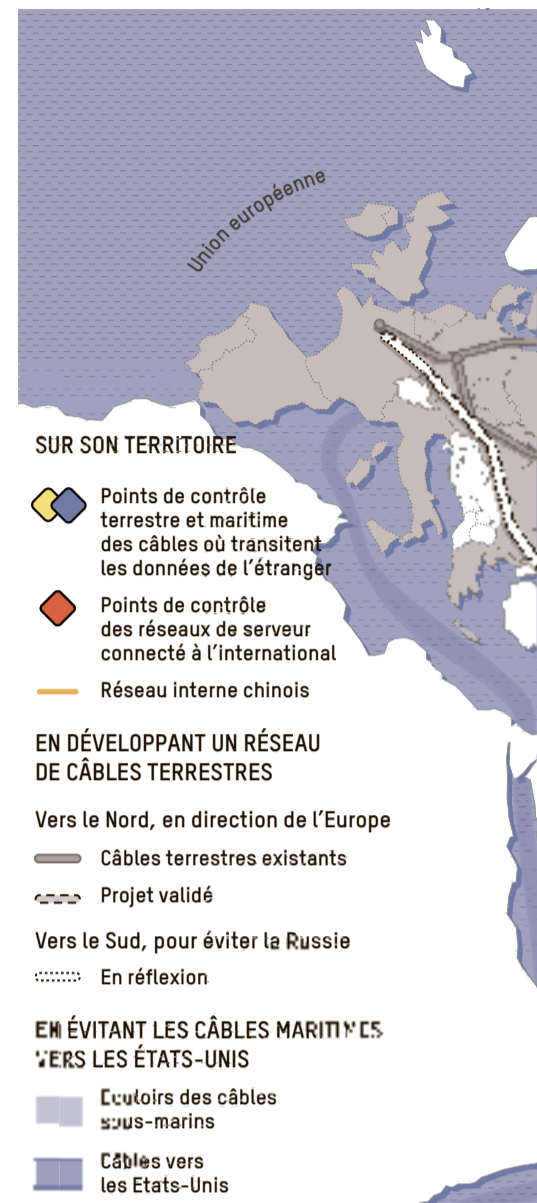 Union européenne
SUR SON TERRITOIRE
Points de contrôle
terrestre et maritime
des câbles où transitent
les données de l'étranger
Points de contrôle
des réseaux de serveur
connecté à l'international
Réseau interne chinois
EN DÉVELOPPANT UN RÉSEAU
DE CÂBLES TERRESTRES
Vers le Nord, en direction de l'Europe
Câbles terrestres existants
Projet validé
Vers le Sud, pour éviter la Russie
En réflexion
EN ÉVITANT LES CÂBLES MARITIMES
VERS LES ÉTATS-UNIS
des câbles
sous-marins
Câbles vers
les Etats-Unis